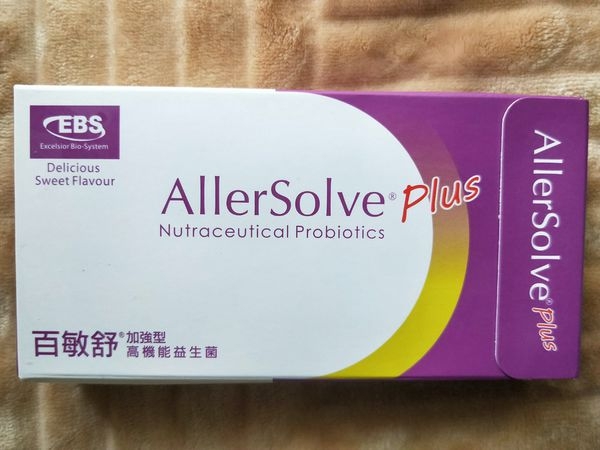 EBS
Excelsior Bio-System
Delicious
Sweet Flavour
AllerSolve® Plus
Nutraceutical Probiotics
百敏舒®加強型
高機能益生菌
AllerSolve® Plus